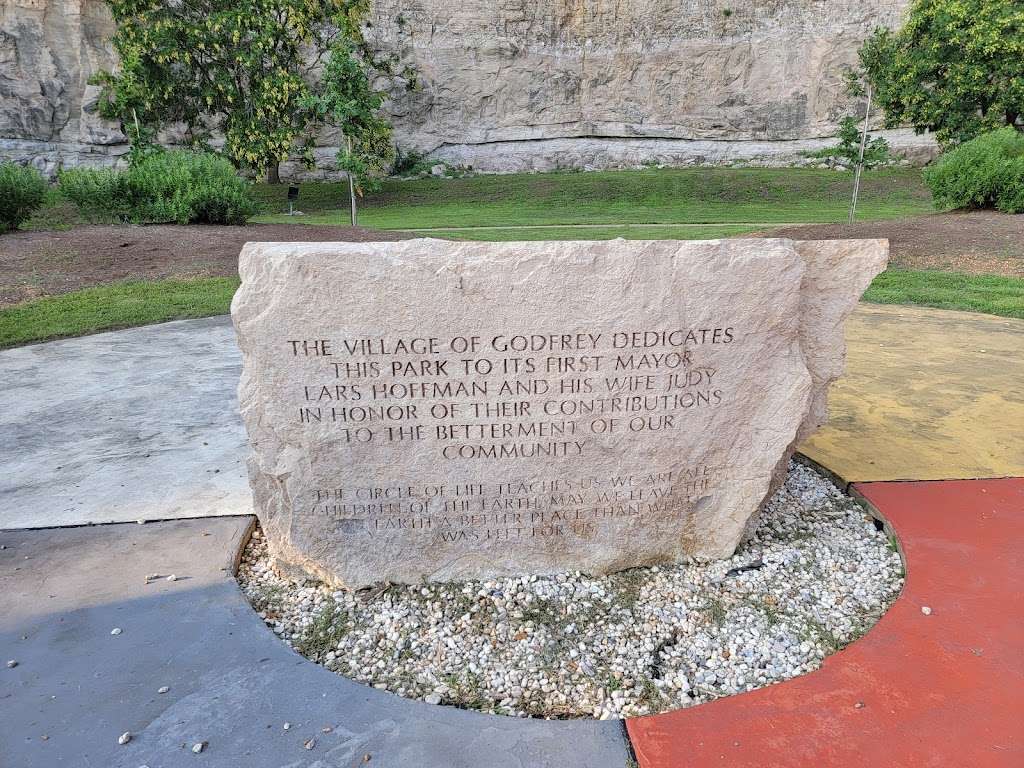 THE VILLAGE OF GODFREY DEDICATES
THIS PARK TO ITS FIRST MAYOR
LARS HOFFMAN AND HIS WIFE JUDY
IN HONOR OF THEIR CONTRIBUTIONS
TO THE BETTERMENT OF OUR
COMMUNITY
THE CIRCLE OF LIFE TEACHES US WE ARE ALL
CHILDREN OF THE EARTH. MAY WE LEAVE THE
EARTH A BETTER PLACE THAN WHAT
WAS LEFT FOR US